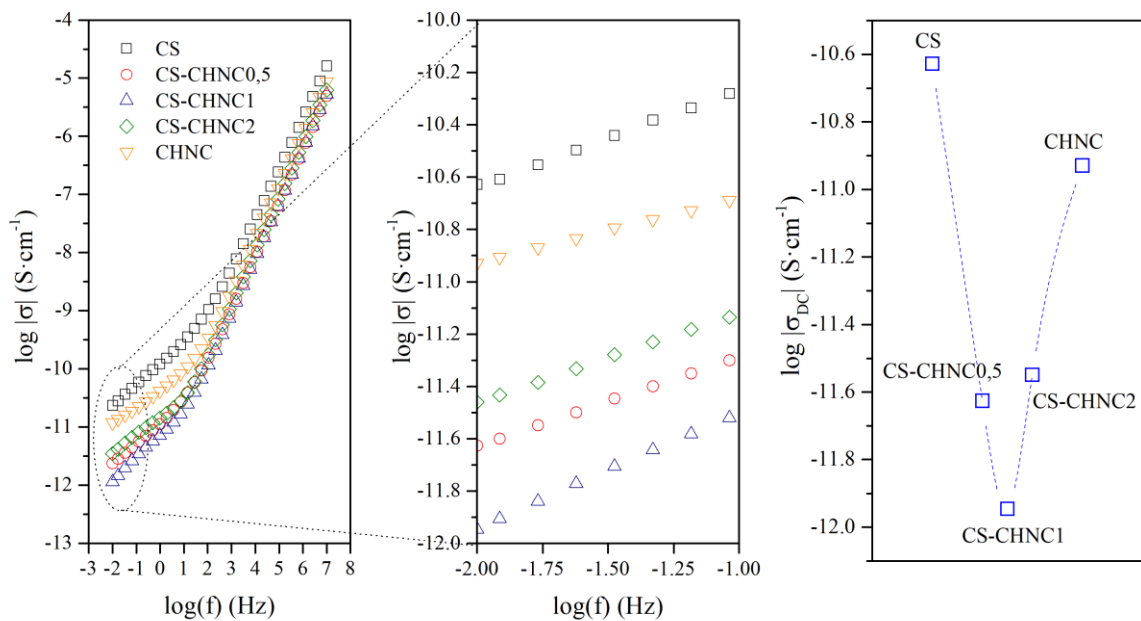 -4
-5
-6
-7
-8
-9
-10
-11
-12
-13
log |σ| (S·cm⁻¹)
CS
CS-CHNC0,5
CS-CHNC1
CS-CHNC2
CHNC
-3 -2 -1 0 1 2 3 4 5 6 7 8
log(f) (Hz)
-10.0
-10.2
-10.4
-10.6
-10.8
-11.0
-11.2
-11.4
-11.6
-11.8
-12.0
log |σ| (S·cm⁻¹)
-2.00 -1.75 -1.50 -1.25 -1.00
log(f) (Hz)
-10.6
-10.8
-11.0
-11.2
-11.4
-11.6
-11.8
-12.0
log |σ_DC| (S·cm⁻¹)
CS
CHNC
CS-CHNC0,5
CS-CHNC2
CS-CHNC1